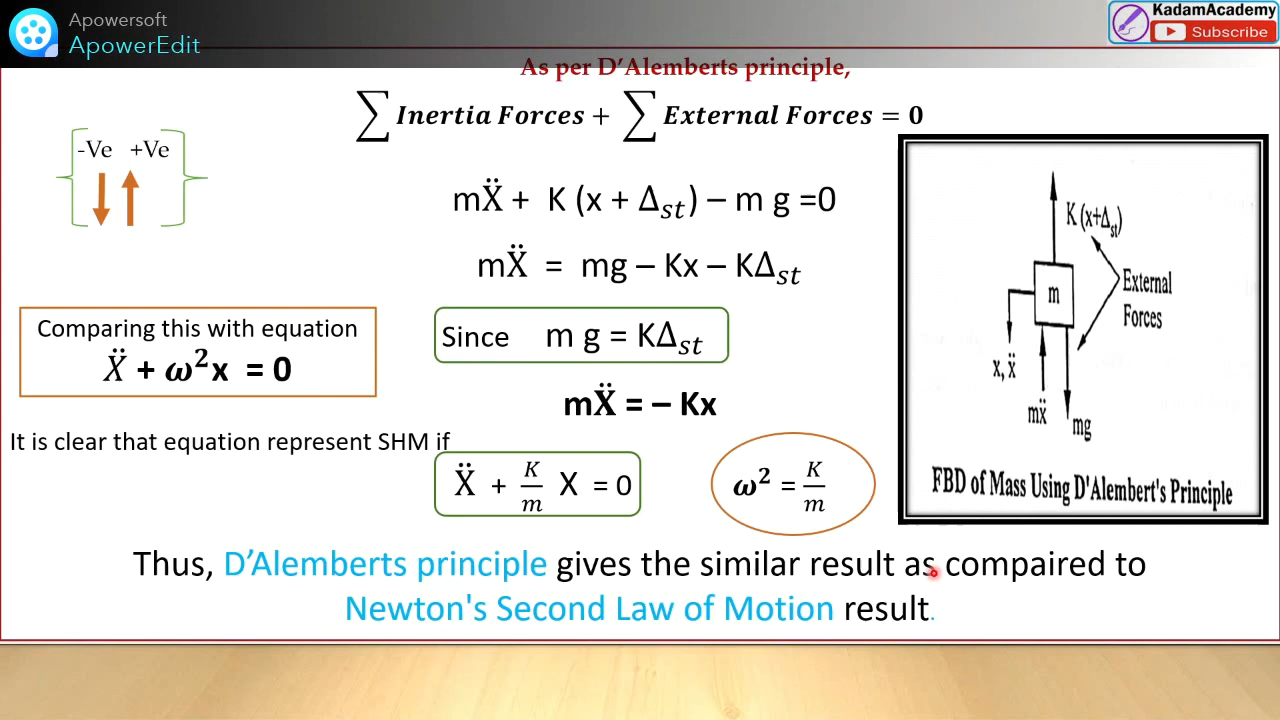 Apowersoft
ApowerEdit
KadamAcademy
Subscribe
As per D’Alemberts principle,
∑ Inertia Forces + ∑ External Forces = 0
-Ve +Ve
mẌ + K (x + Δst) – m g =0
mẌ = mg – Kx – KΔst
Comparing this with equation
Ẍ + ω²x = 0
Since m g = KΔst
mẌ = – Kx
It is clear that equation represent SHM if
Ẍ + K/m X = 0
ω² = K/m
K (x+Δst)
m
External
Forces
x, ẍ
mẍ
mg
FBD of Mass Using D'Alembert's Principle
Thus, D’Alemberts principle gives the similar result as compaired to
Newton's Second Law of Motion result.